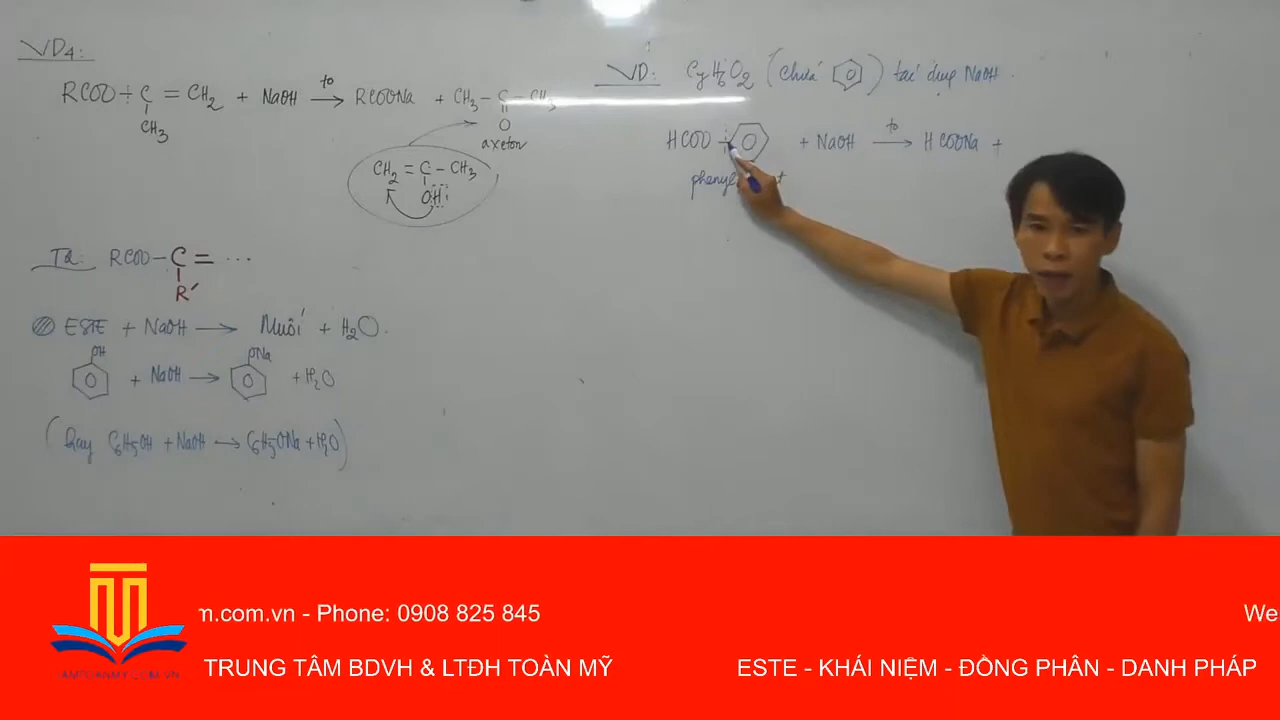 VD4:
RCOO - C = CH2 + NaOH → to RCOONa + CH3 - C - CH3
CH3
O
axeton
CH2 = C - CH3
OH
TQ: RCOO - C = ...
R'
ESTE + NaOH → Muối + H2O.
OH
ONa
+ NaOH → + H2O
(hay C6H5OH + NaOH → C6H5ONa + H2O)
VD: C7H6O2 (chứa ) tác dụng NaOH.
HCOO - + NaOH → to HCOONa +
phenyl
m.com.vn - Phone: 0908 825 845
We
TRUNG TÂM BDVH & LTĐH TOÀN MỸ
ESTE - KHÁI NIỆM - ĐỒNG PHÂN - DANH PHÁP